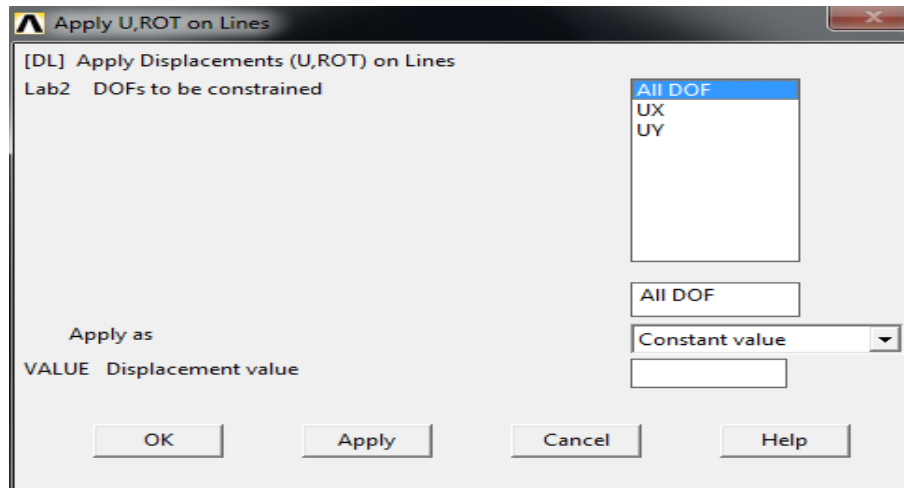 Apply U,ROT on Lines
[DL] Apply Displacements (U,ROT) on Lines
Lab2 DOFs to be constrained
All DOF
UX
UY
All DOF
Apply as
Constant value
VALUE Displacement value
OK Apply Cancel Help